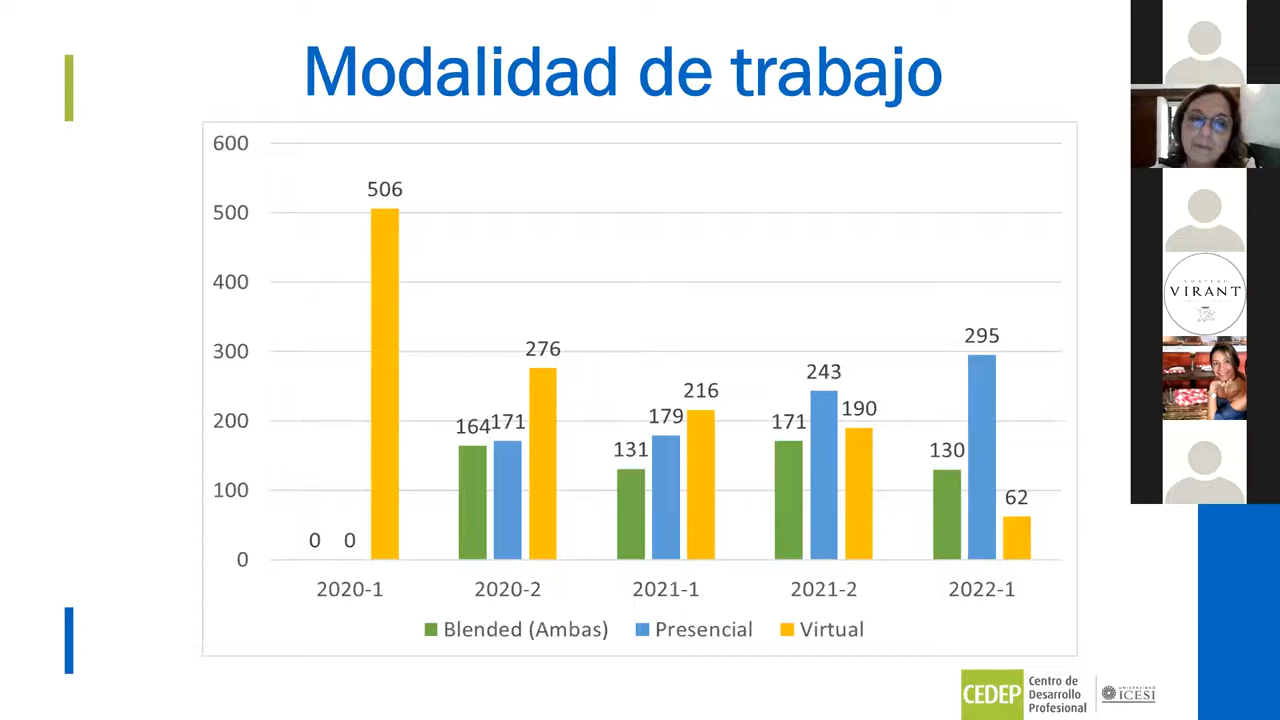 Modalidad de trabajo
600
500
400
300
200
100
0
506
0 0
164 171 276
131 179 216
171 243 190
130 295 62
2020-1 2020-2 2021-1 2021-2 2022-1
Blended (Ambas) Presencial Virtual
CHATEAU
VIRANT
CEDEP
Centro de
Desarrollo
Profesional
UNIVERSIDAD
ICESI